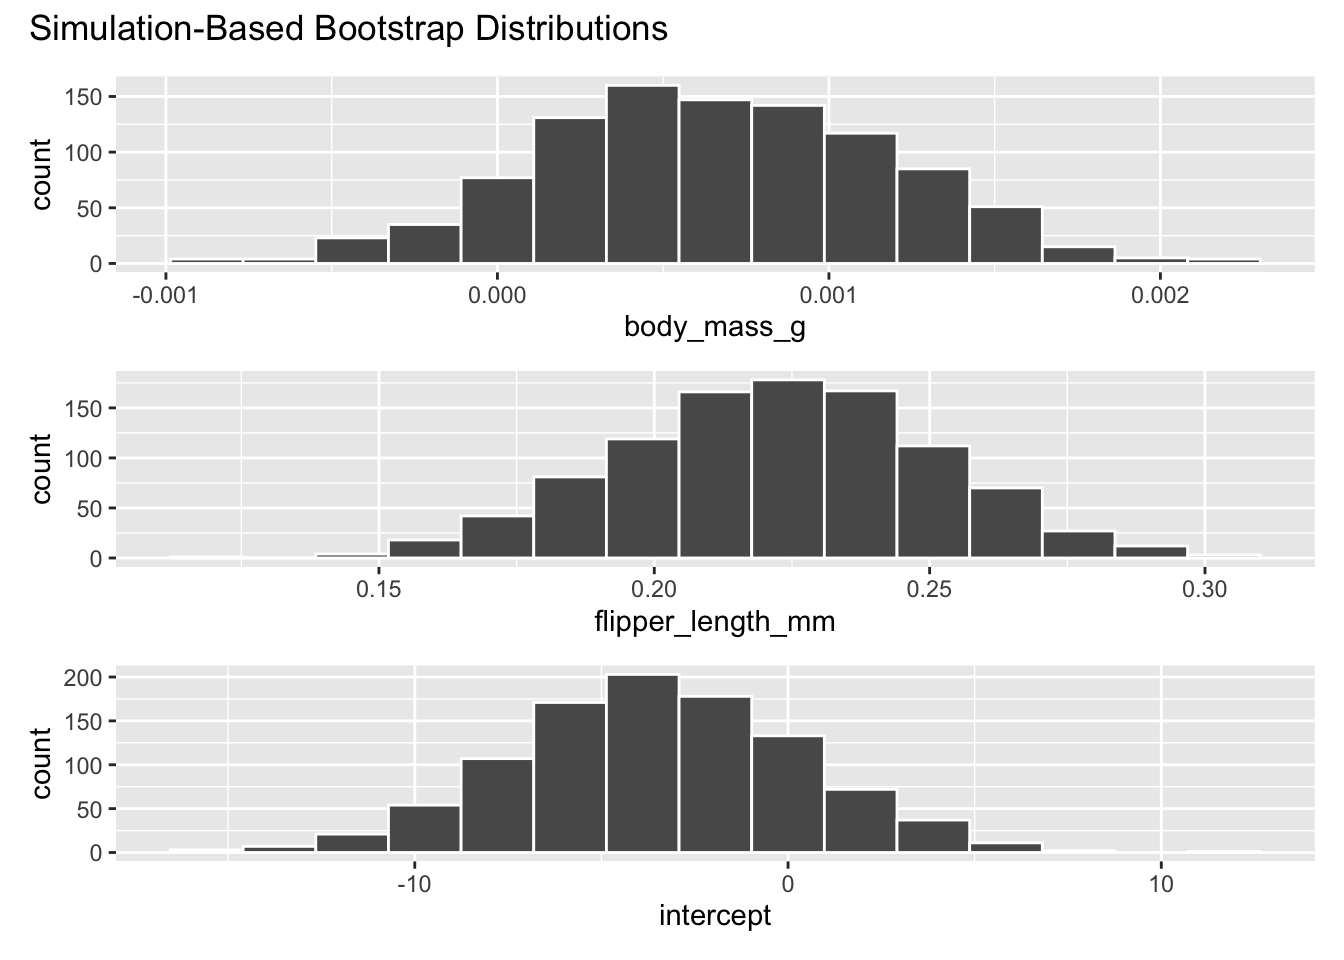 Simulation-Based Bootstrap Distributions
150
100
50
0
count
-0.001 0.000 0.001 0.002
body_mass_g
150
100
50
0
count
0.15 0.20 0.25 0.30
flipper_length_mm
200
150
100
50
0
count
-10 0 10
intercept